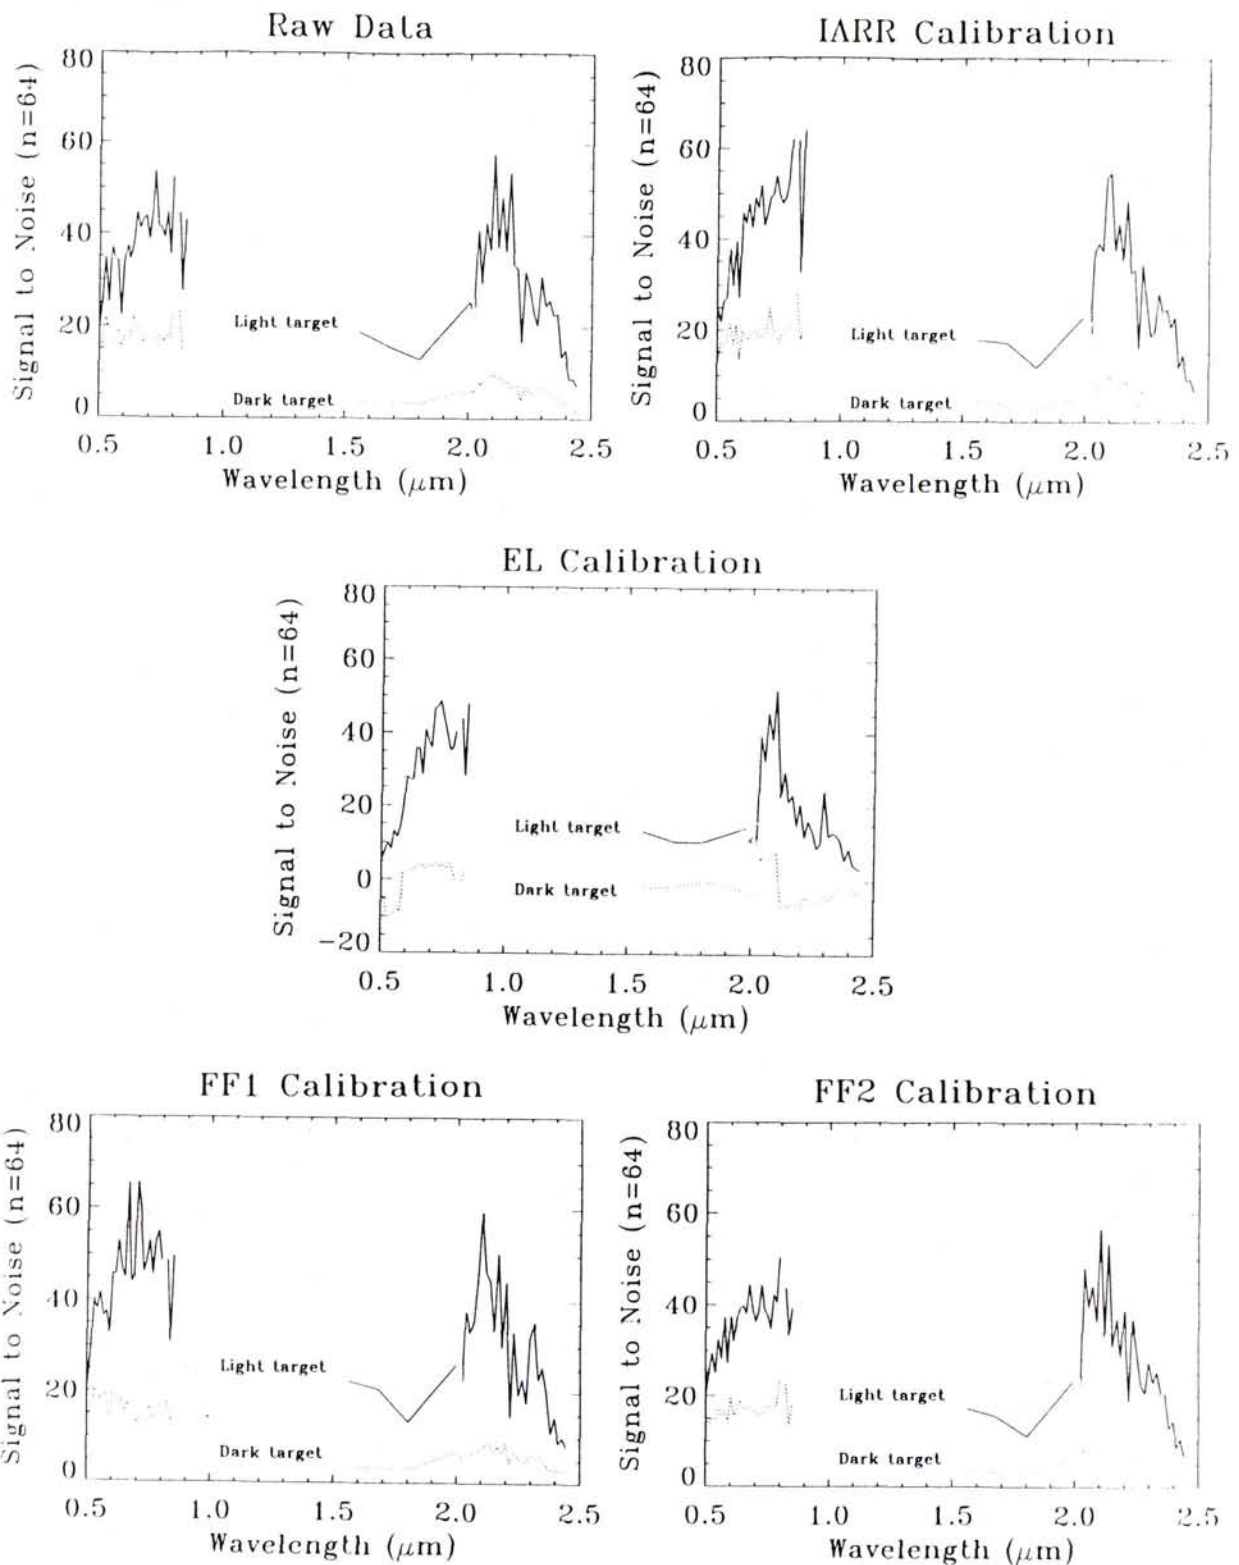 Raw Data
Signal to Noise (n=64)
80
60
40
20
0
Light target
Dark target
0.5 1.0 1.5 2.0 2.5
Wavelength (μm)
IARR Calibration
Signal to Noise (n=64)
80
60
40
20
0
Light target
Dark target
0.5 1.0 1.5 2.0 2.5
Wavelength (μm)
EL Calibration
Signal to Noise (n=64)
80
60
40
20
0
-20
Light target
Dark target
0.5 1.0 1.5 2.0 2.5
Wavelength (μm)
FF1 Calibration
Signal to Noise (n=64)
80
60
40
20
0
Light target
Dark target
0.5 1.0 1.5 2.0 2.5
Wavelength (μm)
FF2 Calibration
Signal to Noise (n=64)
80
60
40
20
0
Light target
Dark target
0.5 1.0 1.5 2.0 2.5
Wavelength (μm)